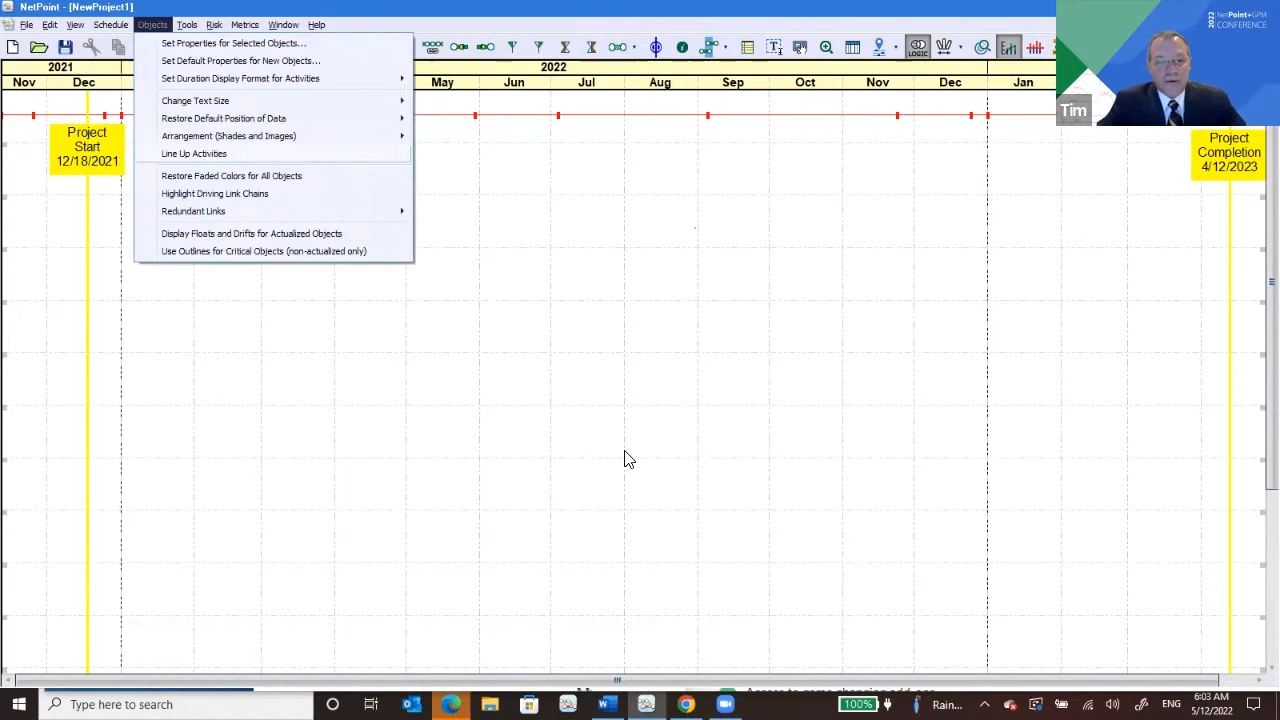 NetPoint - [NewProject1]
File Edit View Schedule Objects Tools Risk Metrics Window Help
2022 NetPoint+GPM CONFERENCE
LOGIC
2021 2022
Nov Dec May Jun Jul Aug Sep Oct Nov Dec Jan
Set Properties for Selected Objects...
Set Default Properties for New Objects...
Set Duration Display Format for Activities
Change Text Size
Restore Default Position of Data
Arrangement (Shades and Images)
Line Up Activities
Restore Faded Colors for All Objects
Highlight Driving Link Chains
Redundant Links
Display Floats and Drifts for Actualized Objects
Use Outlines for Critical Objects (non-actualized only)
Tim
Project
Start
12/18/2021
Project
Completion
4/12/2023
Type here to search
100%
Rain...
ENG
6:03 AM
5/12/2022